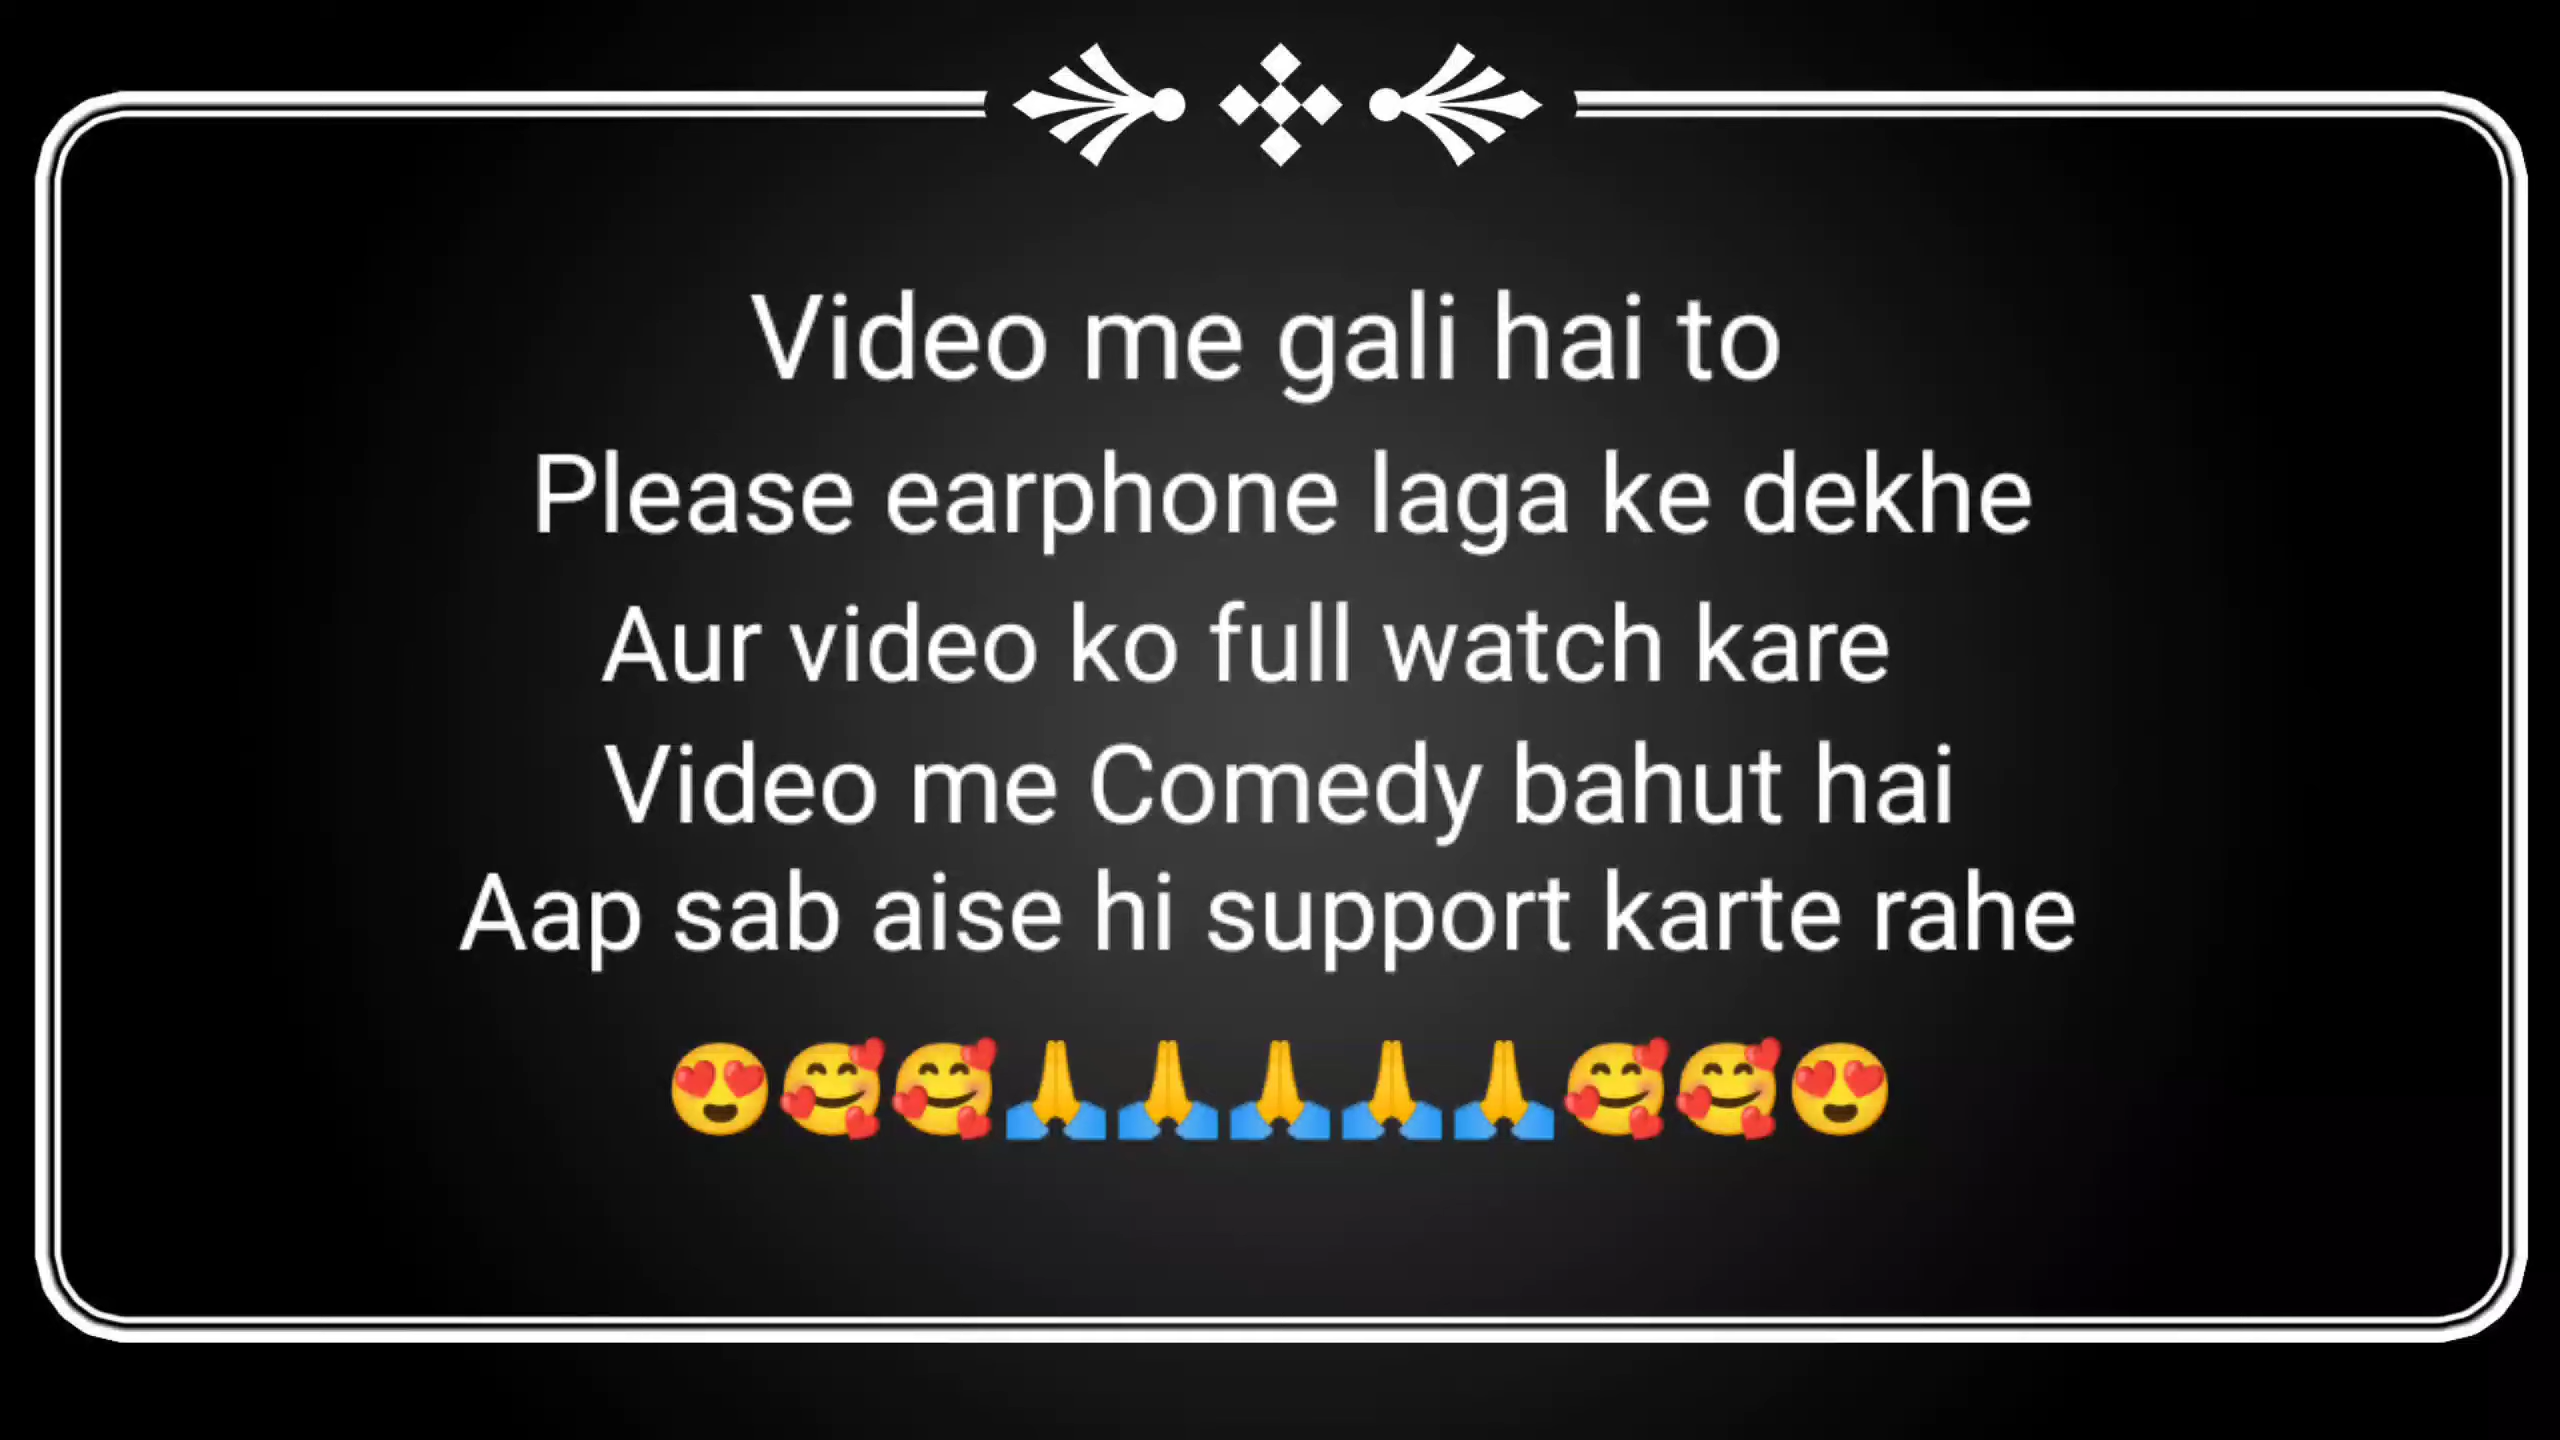 Video me gali hai to
Please earphone laga ke dekhe
Aur video ko full watch kare
Video me Comedy bahut hai
Aap sab aise hi support karte rahe
😍🥰🥰🙏🙏🙏🙏🙏🥰🥰😍